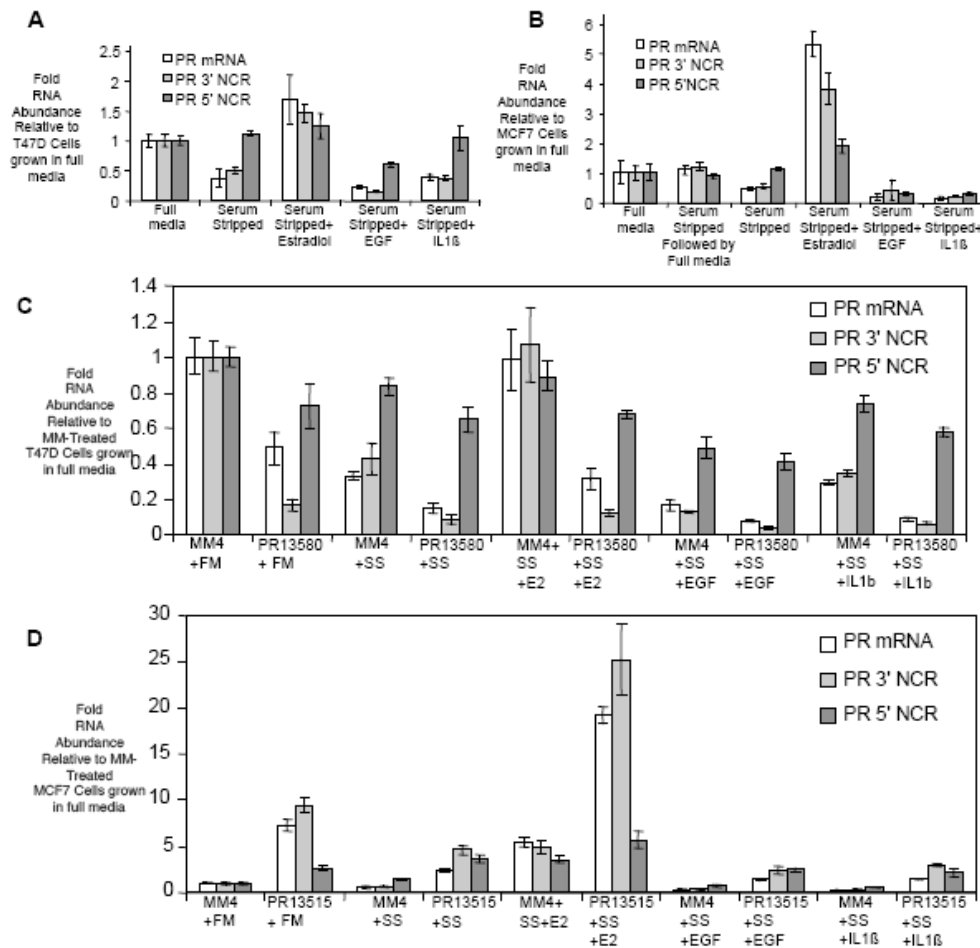 A
Fold
RNA
Abundance
Relative to
T47D Cells
grown in full
media
2.5
2
1.5
1
0.5
0
PR mRNA
PR 3' NCR
PR 5' NCR
Full
media
Serum
Stripped
Serum
Stripped+
Estradiol
Serum
Stripped+
EGF
Serum
Stripped+
IL1ß
B
Fold
RNA
Abundance
Relative to
MCF7 Cells
grown in full
media
6
5
4
3
2
1
0
PR mRNA
PR 3' NCR
PR 5'NCR
Full
media
Serum
Stripped
Followed by
Full media
Serum
Stripped
Serum
Stripped+
Estradiol
Serum
Stripped+
EGF
Serum
Stripped+
IL1ß
C
Fold
RNA
Abundance
Relative to
MM-Treated
T47D Cells grown
in full media
1.4
1.2
1
0.8
0.6
0.4
0.2
0
PR mRNA
PR 3' NCR
PR 5' NCR
MM4
+FM
PR13580
+ FM
MM4
+SS
PR13580
+SS
MM4+
SS
+E2
PR13580
+ SS
+E2
MM4
+SS
+EGF
PR13580
+SS
+EGF
MM4
+SS
+IL1b
PR13580
+SS
+IL1b
D
Fold
RNA
Abundance
Relative to MM-
Treated
MCF7 Cells grown
in full media
30
25
20
15
10
5
0
PR mRNA
PR 3' NCR
PR 5' NCR
MM4
+FM
PR13515
+ FM
MM4
+SS
PR13515
+SS
MM4+
SS+E2
PR13515
+ SS
+E2
MM4
+SS
+EGF
PR13515
+ SS
+EGF
MM4
+ SS
+IL1ß
PR13515
+ SS
+IL1ß